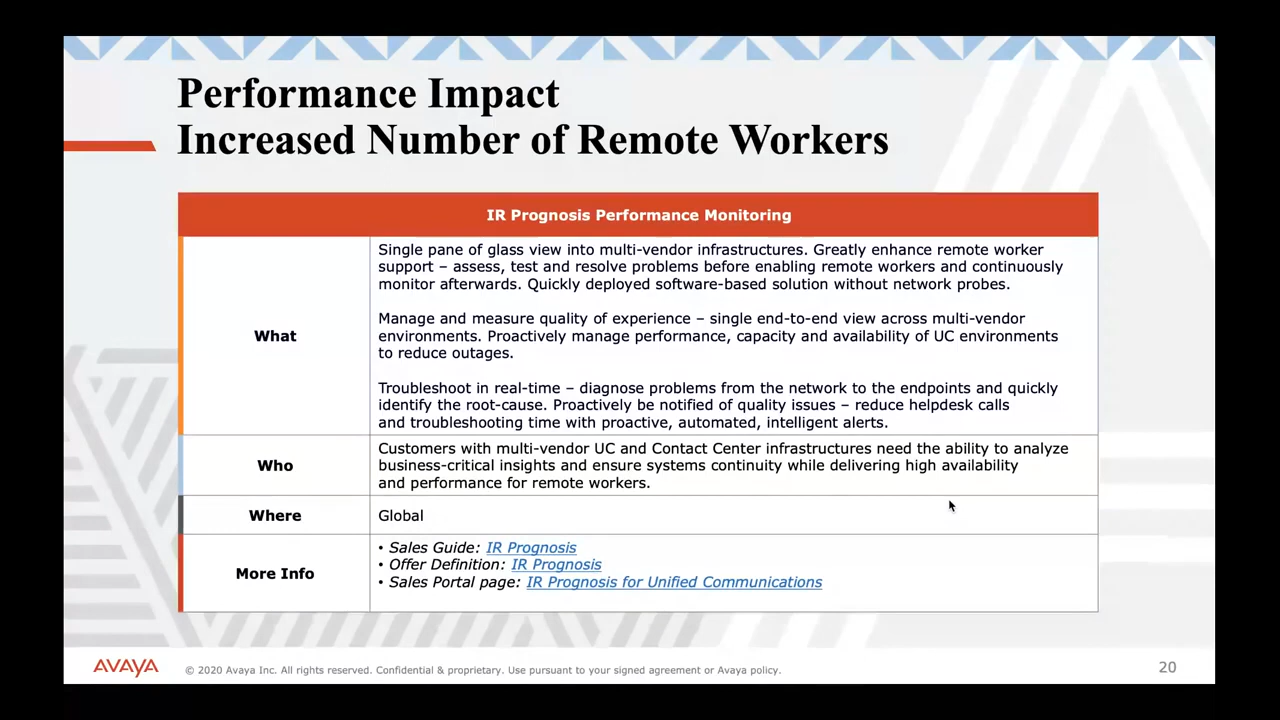 Performance Impact
Increased Number of Remote Workers
IR Prognosis Performance Monitoring
What
Single pane of glass view into multi-vendor infrastructures. Greatly enhance remote worker
support – assess, test and resolve problems before enabling remote workers and continuously
monitor afterwards. Quickly deployed software-based solution without network probes.
Manage and measure quality of experience – single end-to-end view across multi-vendor
environments. Proactively manage performance, capacity and availability of UC environments
to reduce outages.
Troubleshoot in real-time – diagnose problems from the network to the endpoints and quickly
identify the root-cause. Proactively be notified of quality issues – reduce helpdesk calls
and troubleshooting time with proactive, automated, intelligent alerts.
Who
Customers with multi-vendor UC and Contact Center infrastructures need the ability to analyze
business-critical insights and ensure systems continuity while delivering high availability
and performance for remote workers.
Where
Global
More Info
• Sales Guide: IR Prognosis
• Offer Definition: IR Prognosis
• Sales Portal page: IR Prognosis for Unified Communications
AVAYA
© 2020 Avaya Inc. All rights reserved. Confidential & proprietary. Use pursuant to your signed agreement or Avaya policy.
20